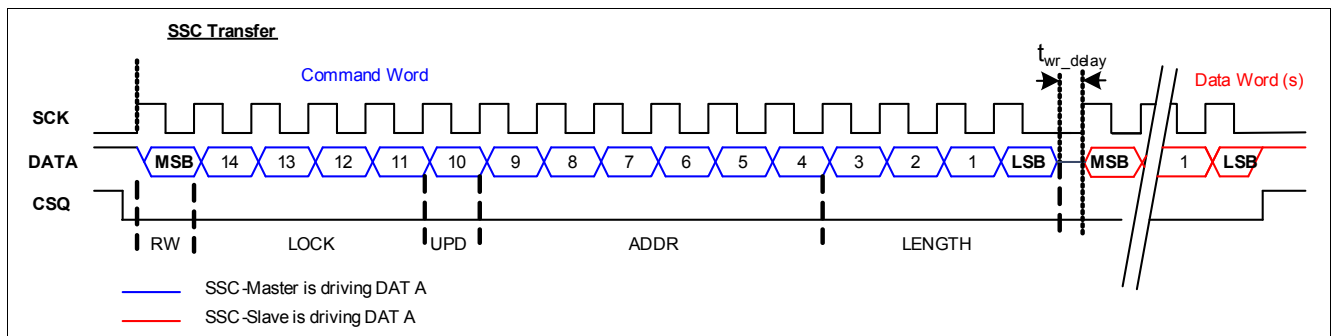 SSC Transfer
t wr_delay
Command Word
Data Word (s)
SCK
DATA MSB 14 13 12 11 10 9 8 7 6 5 4 3 2 1 LSB MSB 1 LSB
CSQ
RW LOCK UPD ADDR LENGTH
SSC-Master is driving DAT A
SSC-Slave is driving DAT A